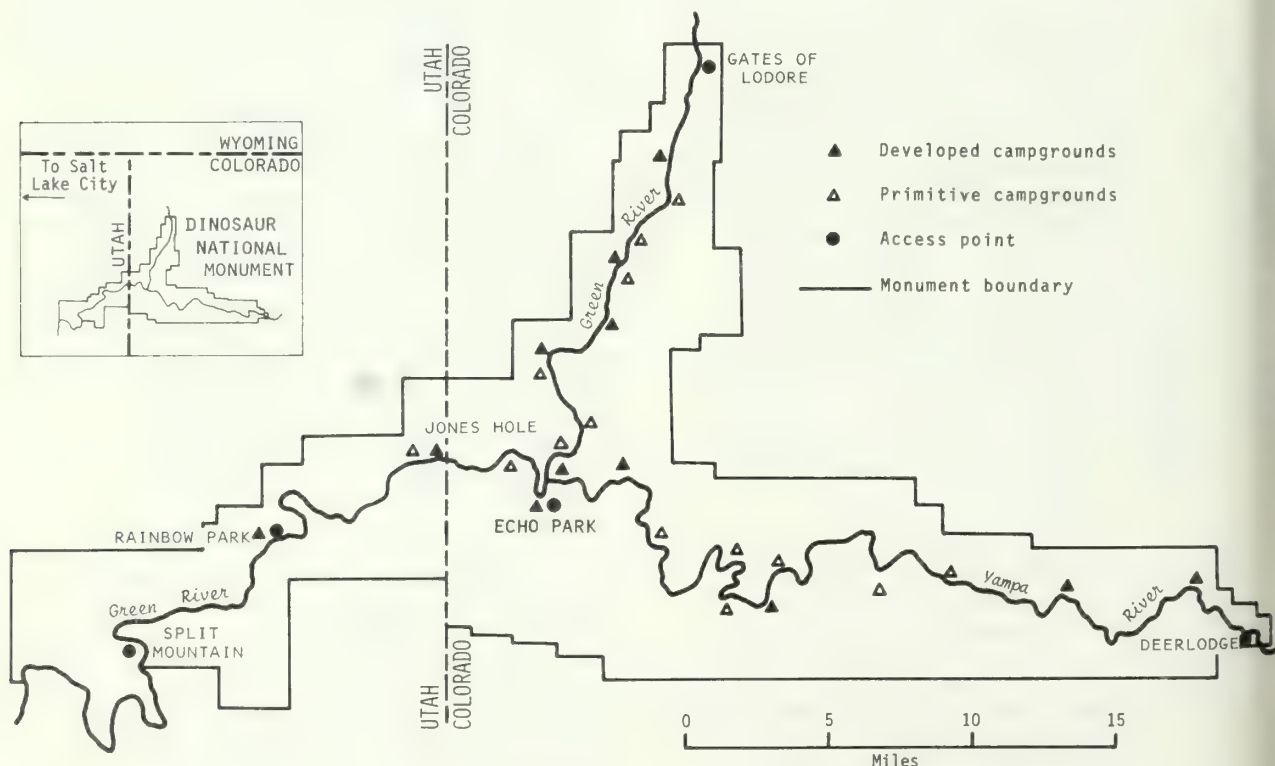 UTAH
COLORADO
GATES OF
LODORE
WYOMING
COLORADO
To Salt
Lake City
UTAH
DINOSAUR
NATIONAL
MONUMENT
Developed campgrounds
Primitive campgrounds
Access point
Monument boundary
Green River
JONES HOLE
ECHO PARK
RAINBOW PARK
Green River
SPLIT
MOUNTAIN
Yampa River
DEERLODGE
UTAH
COLORADO
0 5 10 15
Miles